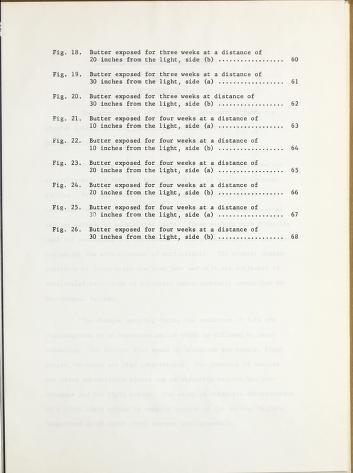 Fig. 18. Butter exposed for three weeks at a distance of
20 inches from the light, side (b) .................. 60
Fig. 19. Butter exposed for three weeks at a distance of
30 inches from the light, side (a) .................. 61
Fig. 20. Butter exposed for three weeks at distance of
30 inches from the light, side (b) .................. 62
Fig. 21. Butter exposed for four weeks at a distance of
10 inches from the light, side (a) .................. 63
Fig. 22. Butter exposed for four weeks at a distance of
10 inches from the light, side (b) .................. 64
Fig. 23. Butter exposed for four weeks at a distance of
20 inches from the light, side (a) .................. 65
Fig. 24. Butter exposed for four weeks at a distance of
20 inches from the light, side (b) .................. 66
Fig. 25. Butter exposed for four weeks at a distance of
30 inches from the light, side (a) .................. 67
Fig. 26. Butter exposed for four weeks at a distance of
30 inches from the light, side (b) .................. 68